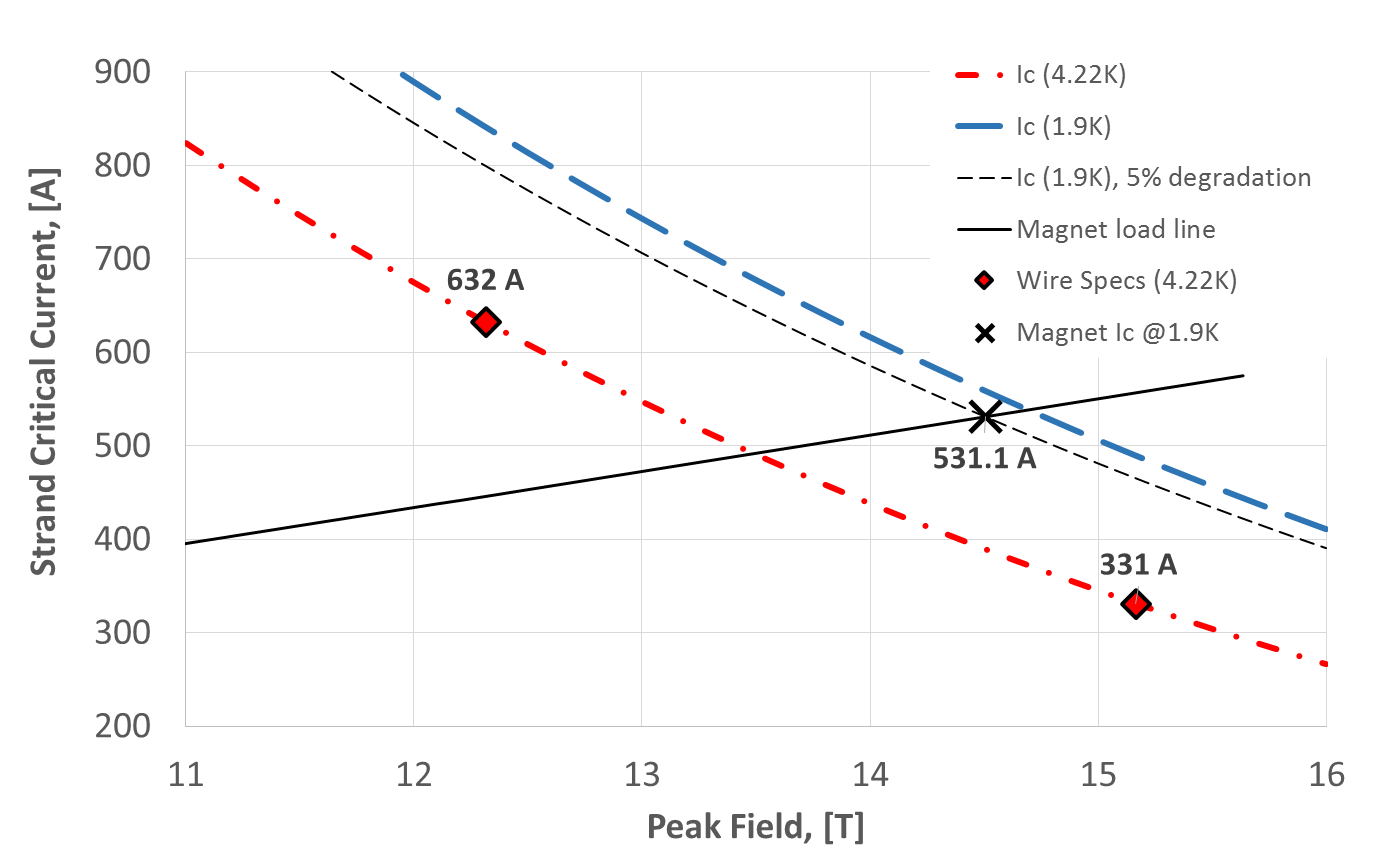 900
800
700
600
500
400
300
200
11
12
13
14
15
16
Strand Critical Current, [A]
Peak Field, [T]
632 A
531.1 A
331 A
Ic (4.22K)
Ic (1.9K)
Ic (1.9K), 5% degradation
Magnet load line
Wire Specs (4.22K)
Magnet Ic @1.9K